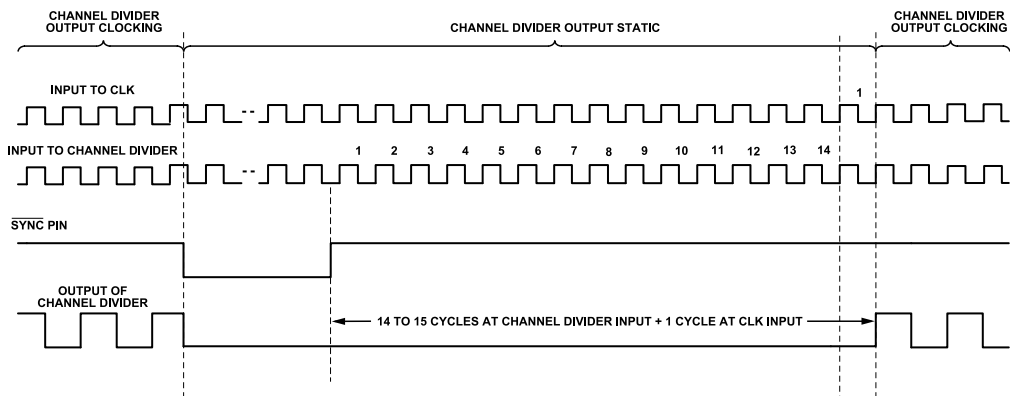 CHANNEL DIVIDER
OUTPUT CLOCKING
CHANNEL DIVIDER OUTPUT STATIC
CHANNEL DIVIDER
OUTPUT CLOCKING
INPUT TO CLK
1
INPUT TO CHANNEL DIVIDER
1 2 3 4 5 6 7 8 9 10 11 12 13 14
SYNC PIN
OUTPUT OF
CHANNEL DIVIDER
14 TO 15 CYCLES AT CHANNEL DIVIDER INPUT + 1 CYCLE AT CLK INPUT